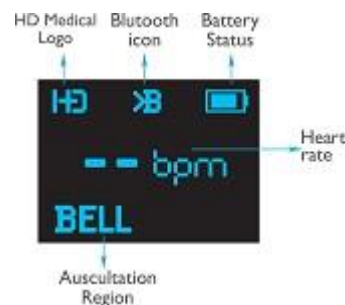 HD Medical Logo
Blutooth icon
Battery Status
HD
B
Heart rate
-- bpm
BELL
Auscultation Region